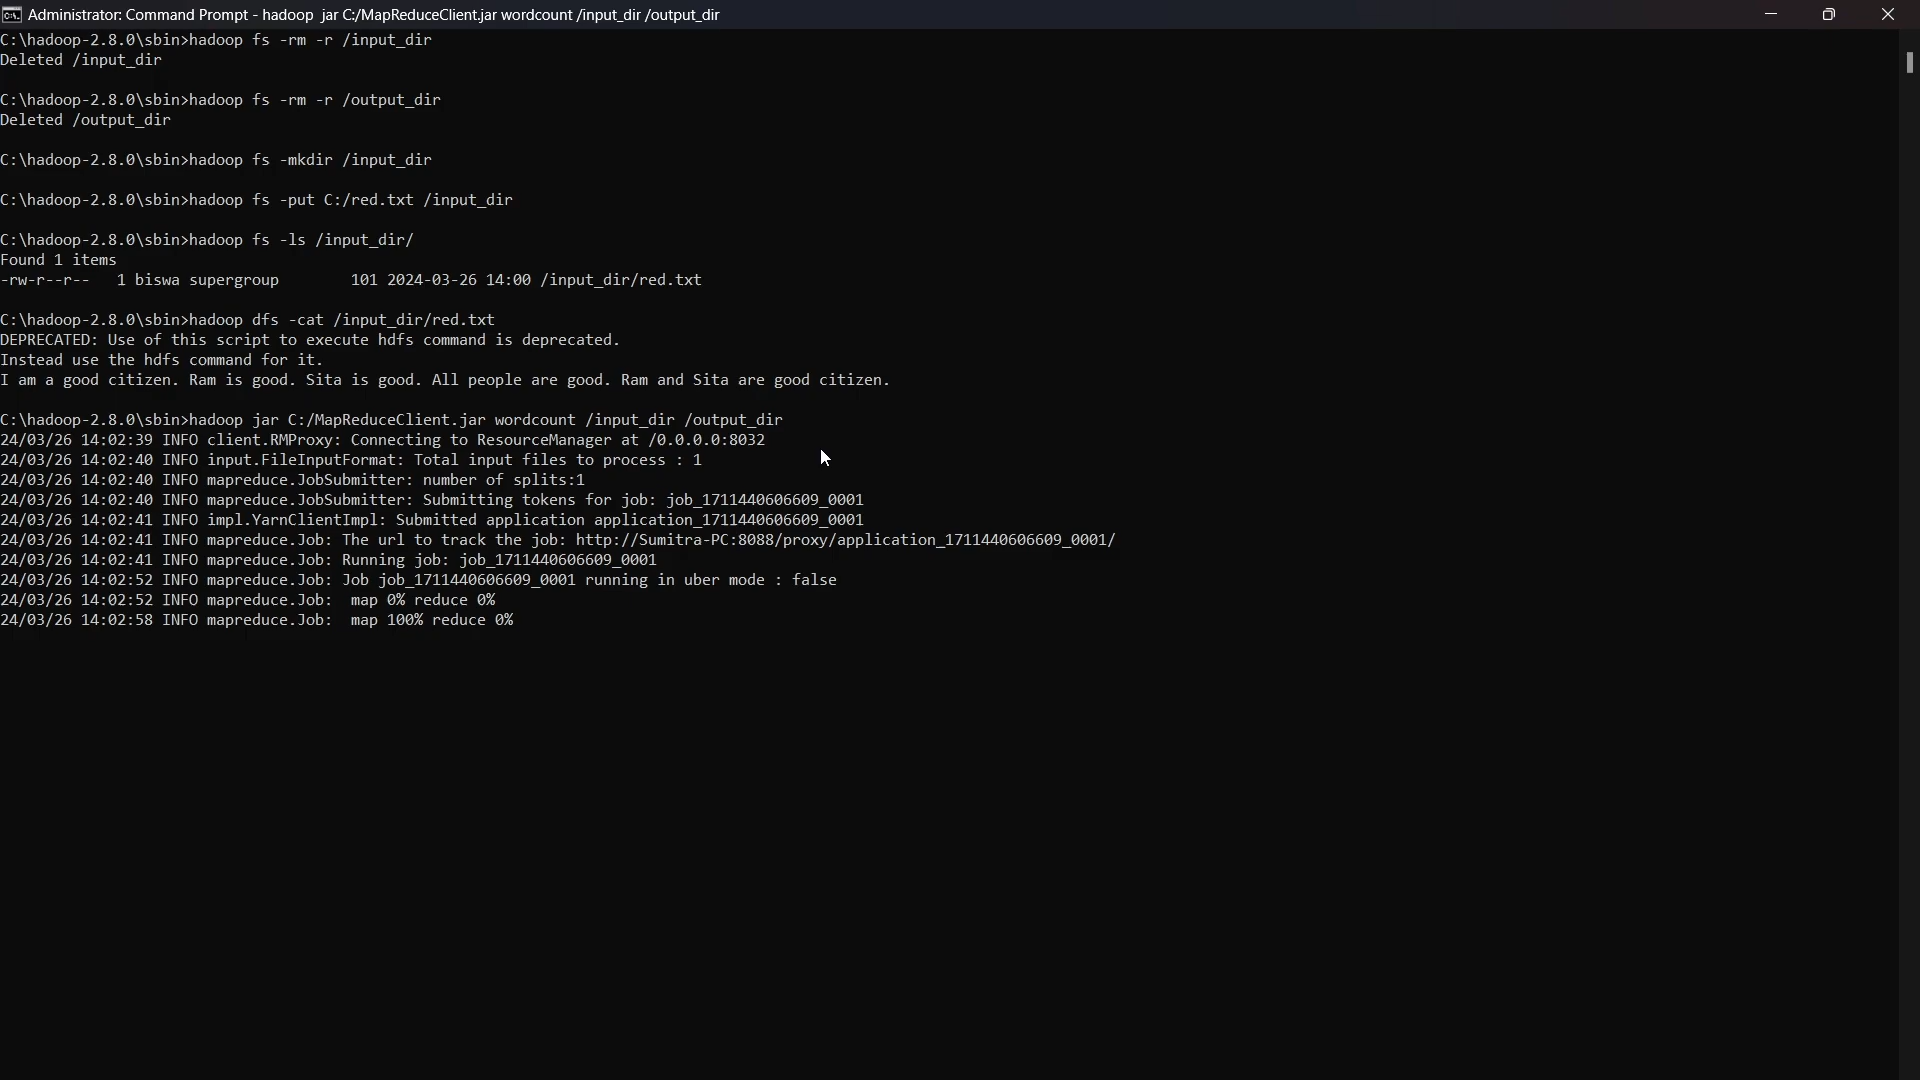 Administrator: Command Prompt - hadoop  jar C:/MapReduceClient.jar wordcount /input_dir /output_dir
C:\hadoop-2.8.0\sbin>hadoop fs -rm -r /input_dir
Deleted /input_dir
C:\hadoop-2.8.0\sbin>hadoop fs -rm -r /output_dir
Deleted /output_dir
C:\hadoop-2.8.0\sbin>hadoop fs -mkdir /input_dir
C:\hadoop-2.8.0\sbin>hadoop fs -put C:/red.txt /input_dir
C:\hadoop-2.8.0\sbin>hadoop fs -ls /input_dir/
Found 1 items
-rw-r--r--   1 biswa supergroup        101 2024-03-26 14:00 /input_dir/red.txt
C:\hadoop-2.8.0\sbin>hadoop dfs -cat /input_dir/red.txt
DEPRECATED: Use of this script to execute hdfs command is deprecated.
Instead use the hdfs command for it.
I am a good citizen. Ram is good. Sita is good. All people are good. Ram and Sita are good citizen.
C:\hadoop-2.8.0\sbin>hadoop jar C:/MapReduceClient.jar wordcount /input_dir /output_dir
24/03/26 14:02:39 INFO client.RMProxy: Connecting to ResourceManager at /0.0.0.0:8032
24/03/26 14:02:40 INFO input.FileInputFormat: Total input files to process : 1
24/03/26 14:02:40 INFO mapreduce.JobSubmitter: number of splits:1
24/03/26 14:02:40 INFO mapreduce.JobSubmitter: Submitting tokens for job: job_1711440606609_0001
24/03/26 14:02:41 INFO impl.YarnClientImpl: Submitted application application_1711440606609_0001
24/03/26 14:02:41 INFO mapreduce.Job: The url to track the job: http://Sumitra-PC:8088/proxy/application_1711440606609_0001/
24/03/26 14:02:41 INFO mapreduce.Job: Running job: job_1711440606609_0001
24/03/26 14:02:52 INFO mapreduce.Job: Job job_1711440606609_0001 running in uber mode : false
24/03/26 14:02:52 INFO mapreduce.Job:  map 0% reduce 0%
24/03/26 14:02:58 INFO mapreduce.Job:  map 100% reduce 0%